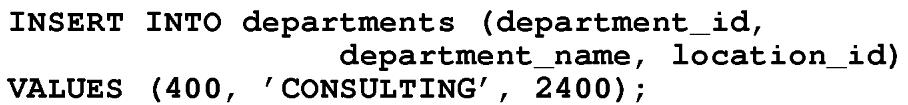 INSERT INTO departments (department_id,
department_name, location_id)
VALUES (400, 'CONSULTING', 2400);